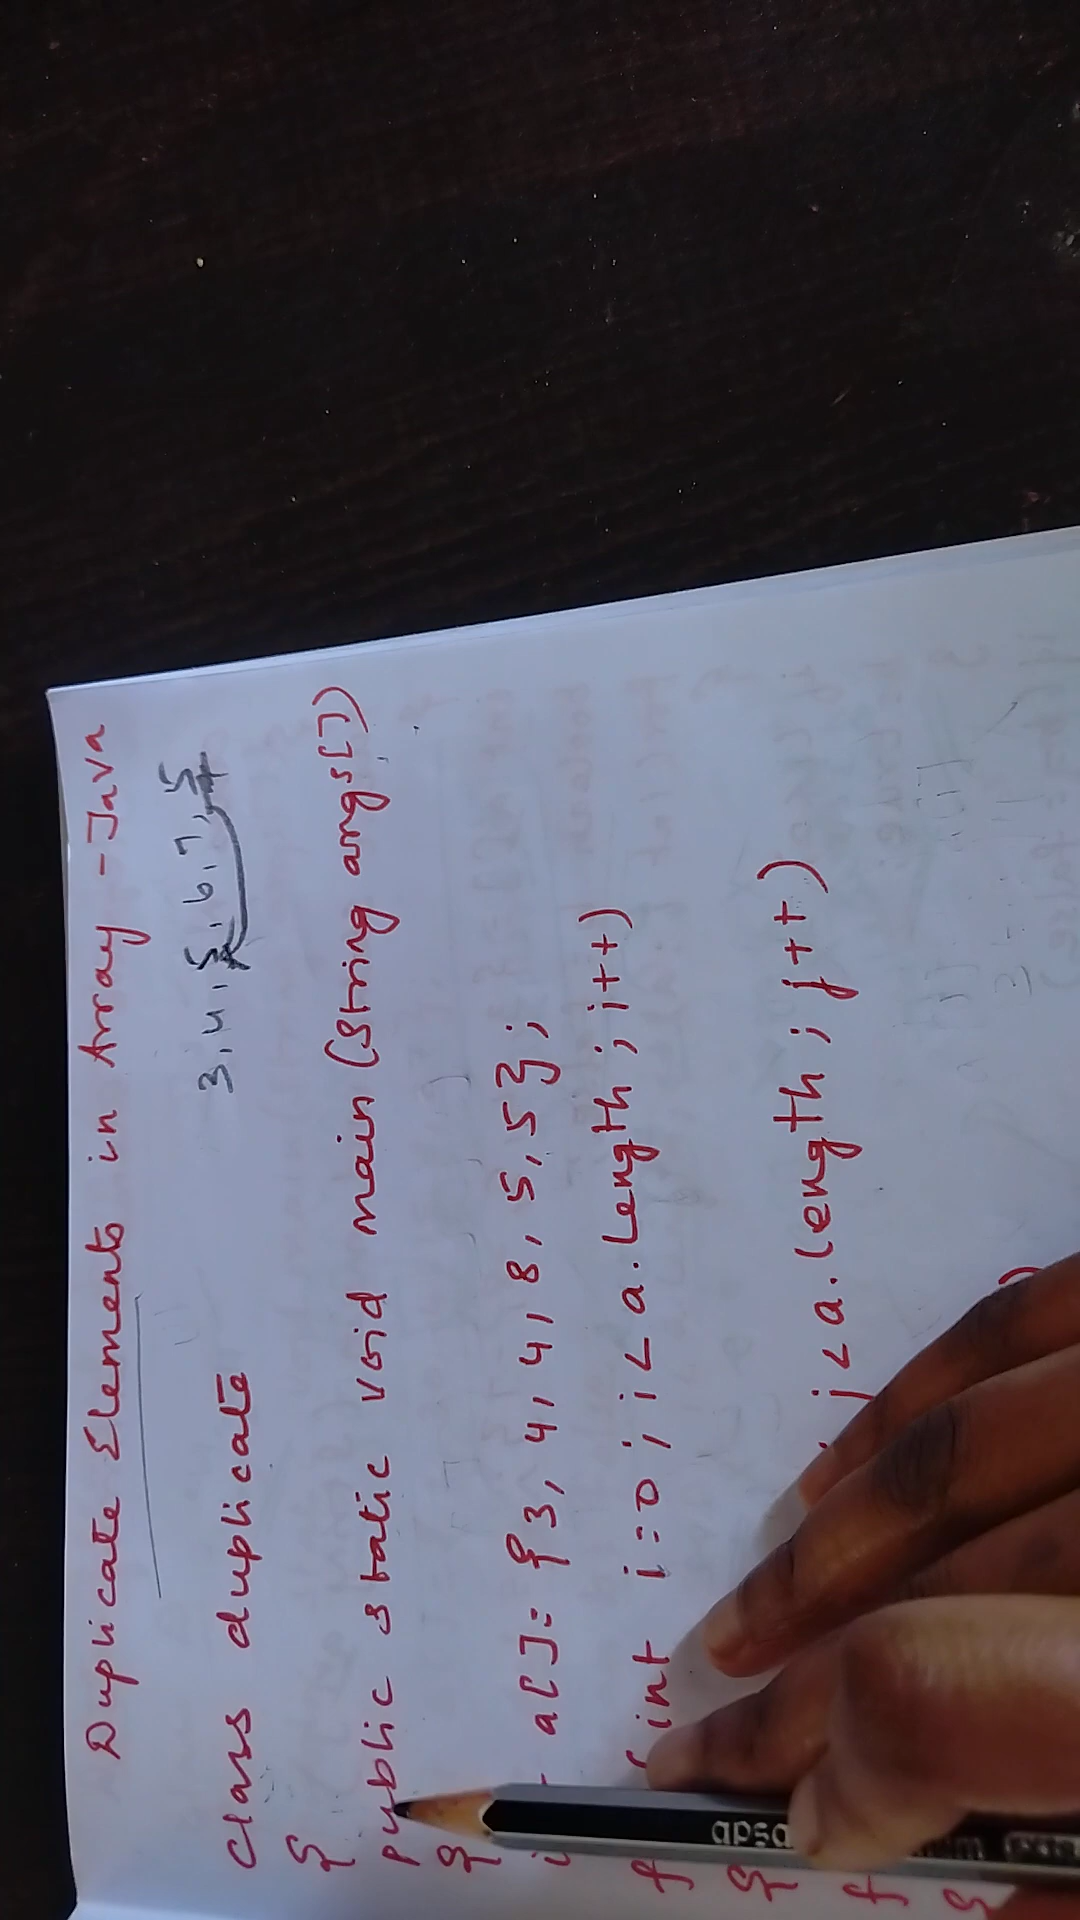 Duplicate Elements in Array - Java
3, 4, 5, 6, 7, 5
class duplicate
{
public static void main (String args[])
{
a[]= {3, 4, 4, 8, 5, 5};
int i=0; i< a.length; i++)
{
j<a.length; j++)
{
apsa